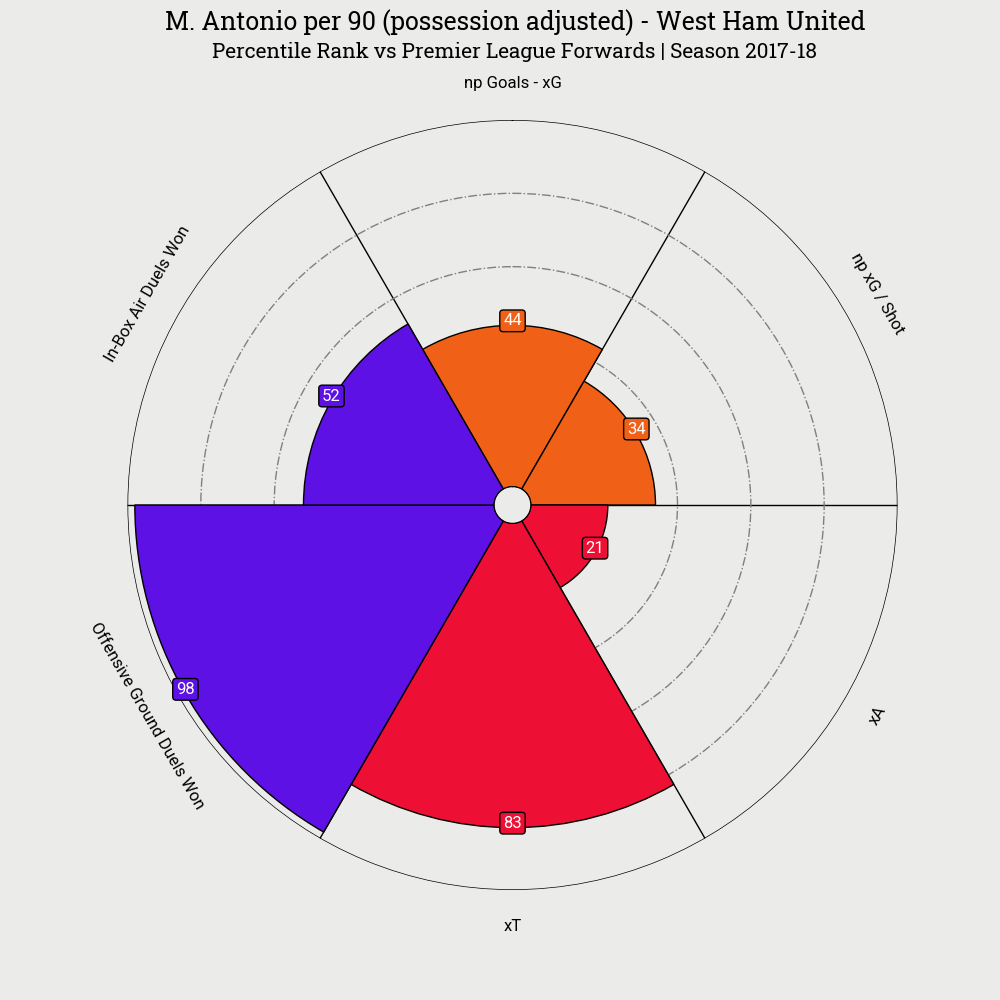 M. Antonio per 90 (possession adjusted) - West Ham United
Percentile Rank vs Premier League Forwards | Season 2017-18
np Goals - xG
In-Box Air Duels Won
np xG / Shot
44
52
34
21
98
Offensive Ground Duels Won
xA
83
xT